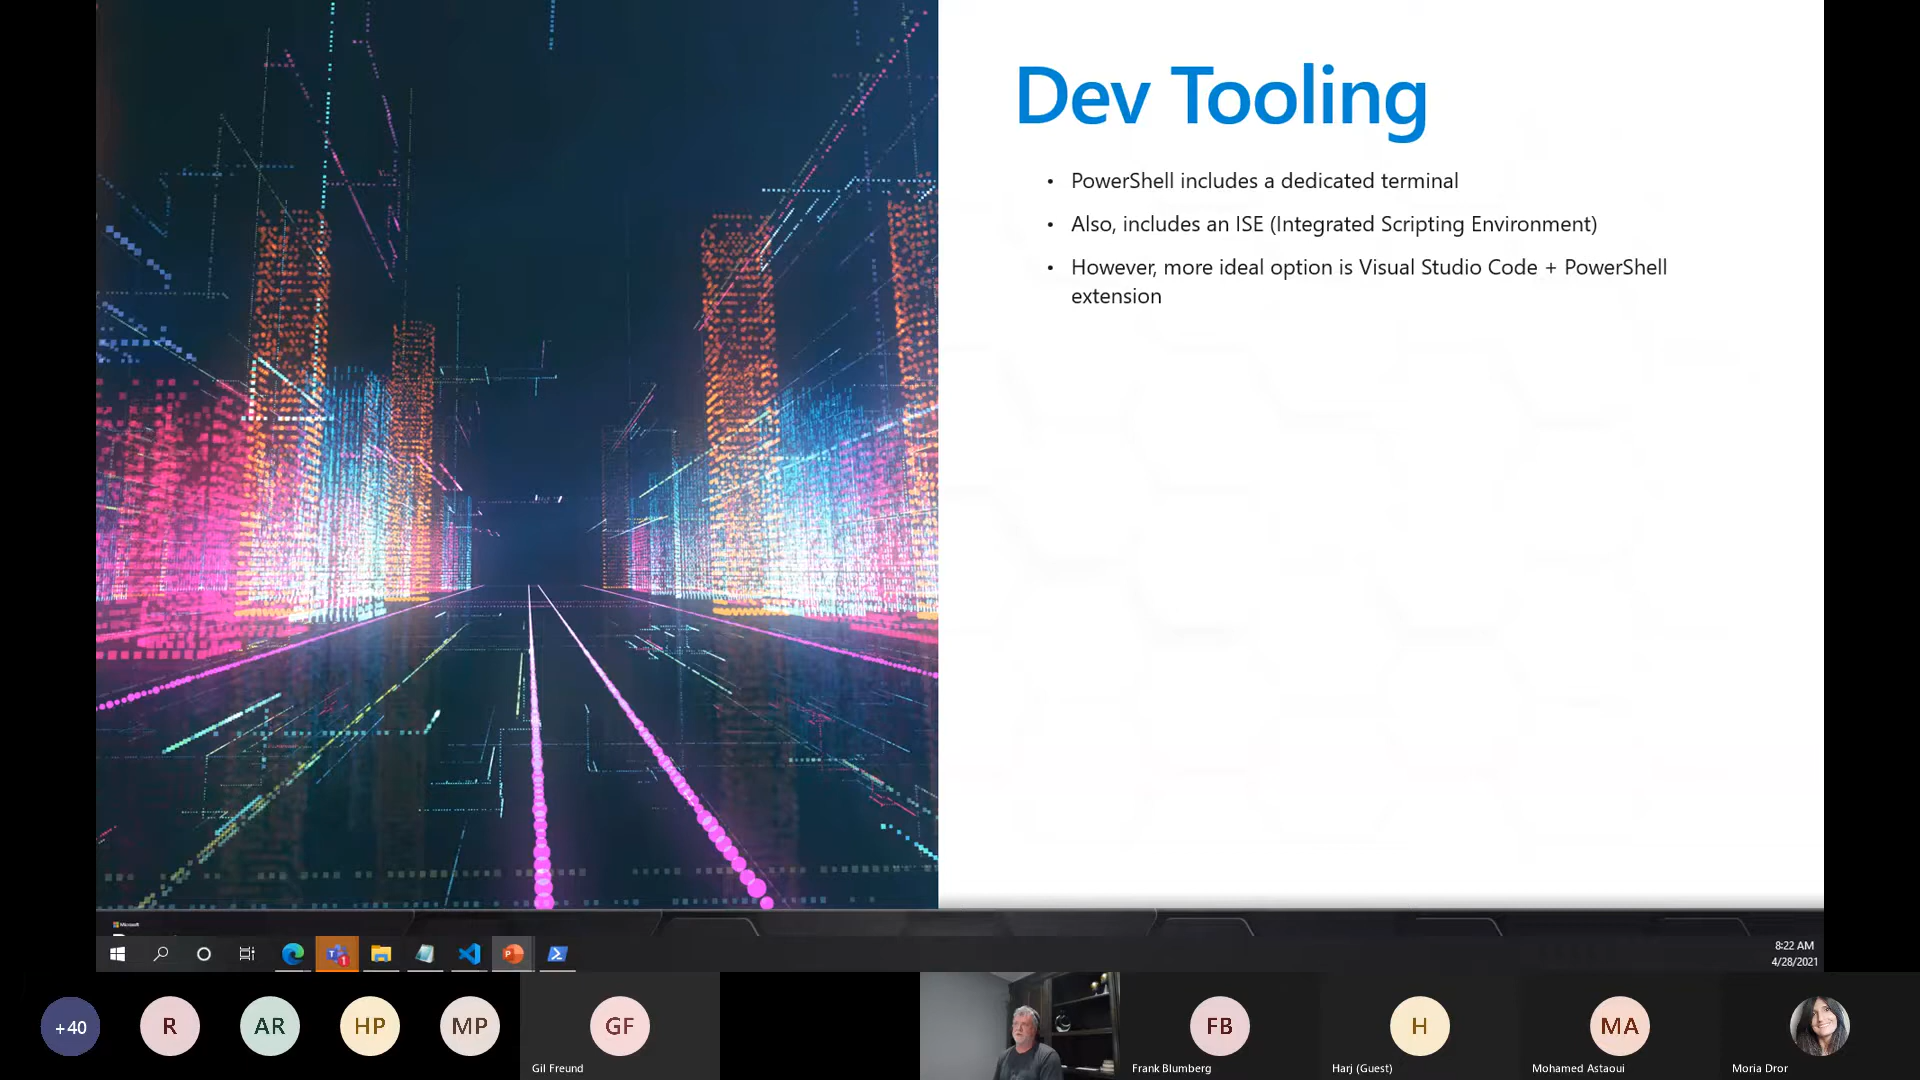 Dev Tooling
• PowerShell includes a dedicated terminal
• Also, includes an ISE (Integrated Scripting Environment)
• However, more ideal option is Visual Studio Code + PowerShell
extension
Microsoft
1
8:22 AM
4/28/2021
+40
R
AR
HP
MP
GF
FB
H
MA
Gil Freund
Frank Blumberg
Harj (Guest)
Mohamed Astaoui
Moria Dror